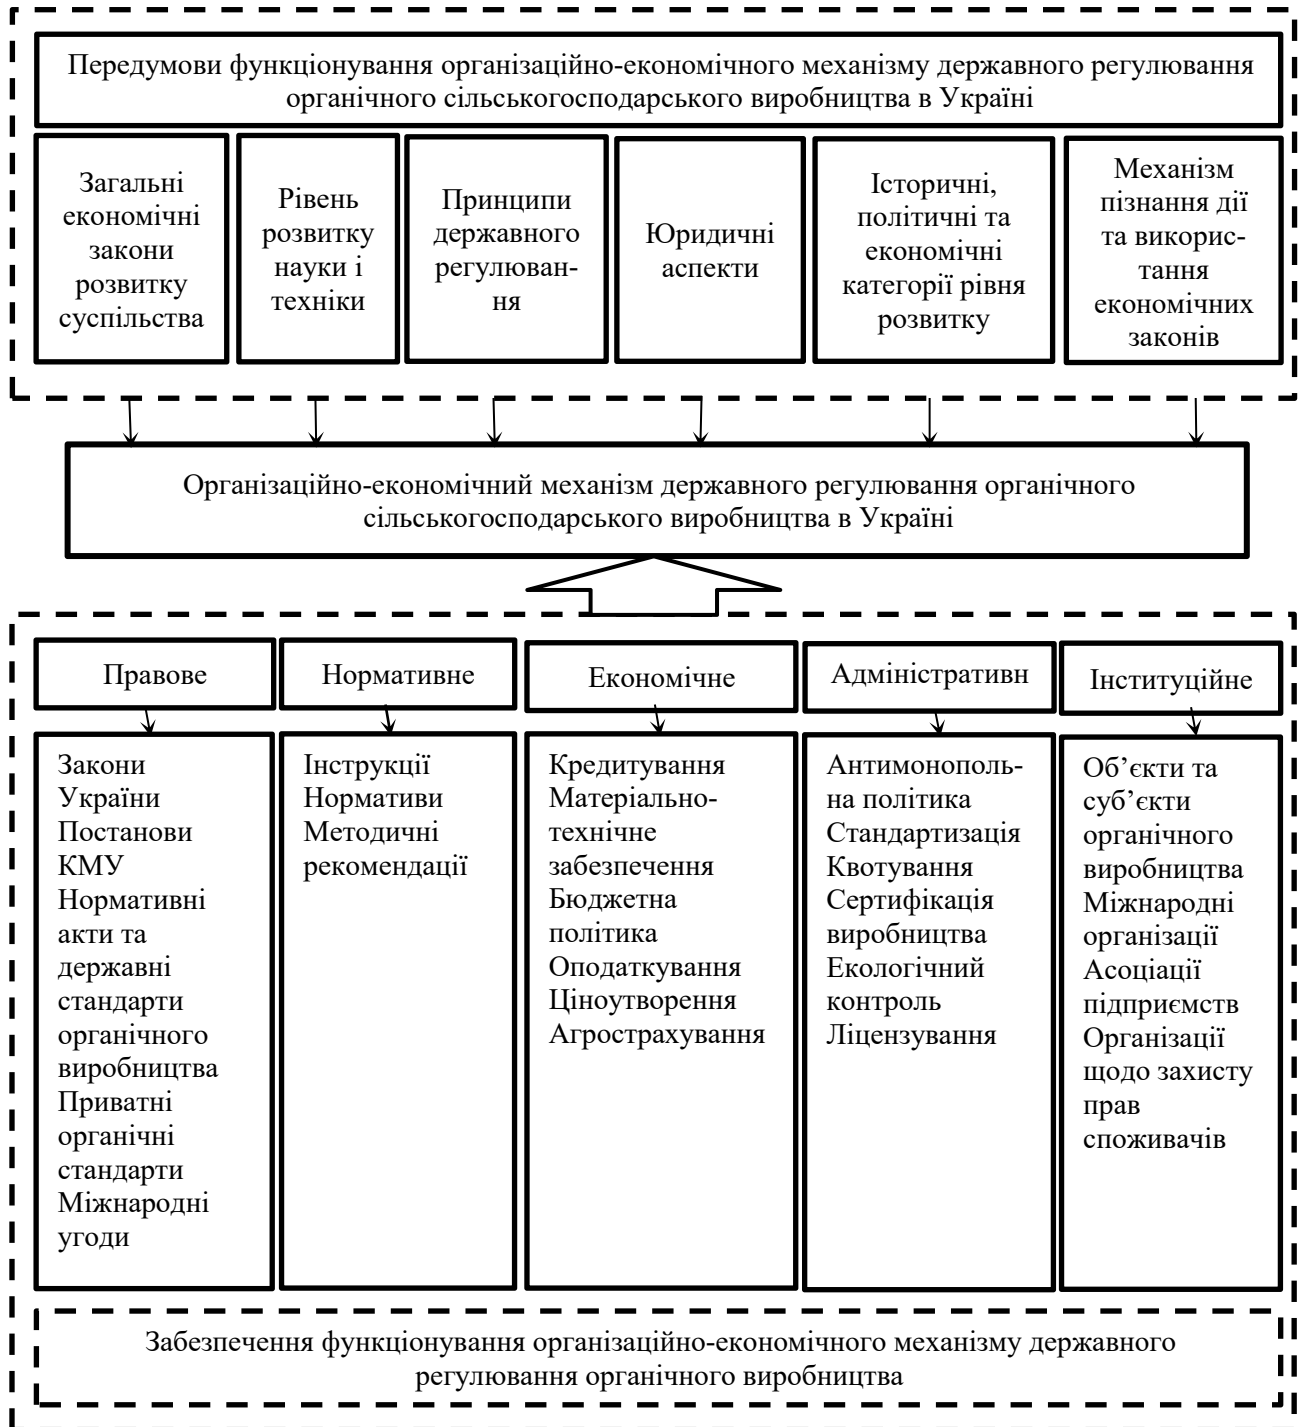 Передумови функціонування організаційно-економічного механізму державного регулювання
органічного сільськогосподарського виробництва в Україні
Загальні
економічні
закони
розвитку
суспільства
Рівень
розвитку
науки і
техніки
Принципи
державного
регулюван-
ня
Юридичні
аспекти
Історичні,
політичні та
економічні
категорії рівня
розвитку
Механізм
пізнання дії
та викорис-
тання
економічних
законів
Організаційно-економічний механізм державного регулювання органічного
сільськогосподарського виробництва в Україні
Правове
Нормативне
Економічне
Адміністративн
Інституційне
Закони
України
Постанови
КМУ
Нормативні
акти та
державні
стандарти
органічного
виробництва
Приватні
органічні
стандарти
Міжнародні
угоди
Інструкції
Нормативи
Методичні
рекомендації
Кредитування
Матеріально-
технічне
забезпечення
Бюджетна
політика
Оподаткування
Ціноутворення
Агрострахування
Антимонополь-
на політика
Стандартизація
Квотування
Сертифікація
виробництва
Екологічний
контроль
Ліцензування
Об’єкти та
суб’єкти
органічного
виробництва
Міжнародні
організації
Асоціації
підприємств
Організації
щодо захисту
прав
споживачів
Забезпечення функціонування організаційно-економічного механізму державного
регулювання органічного виробництва